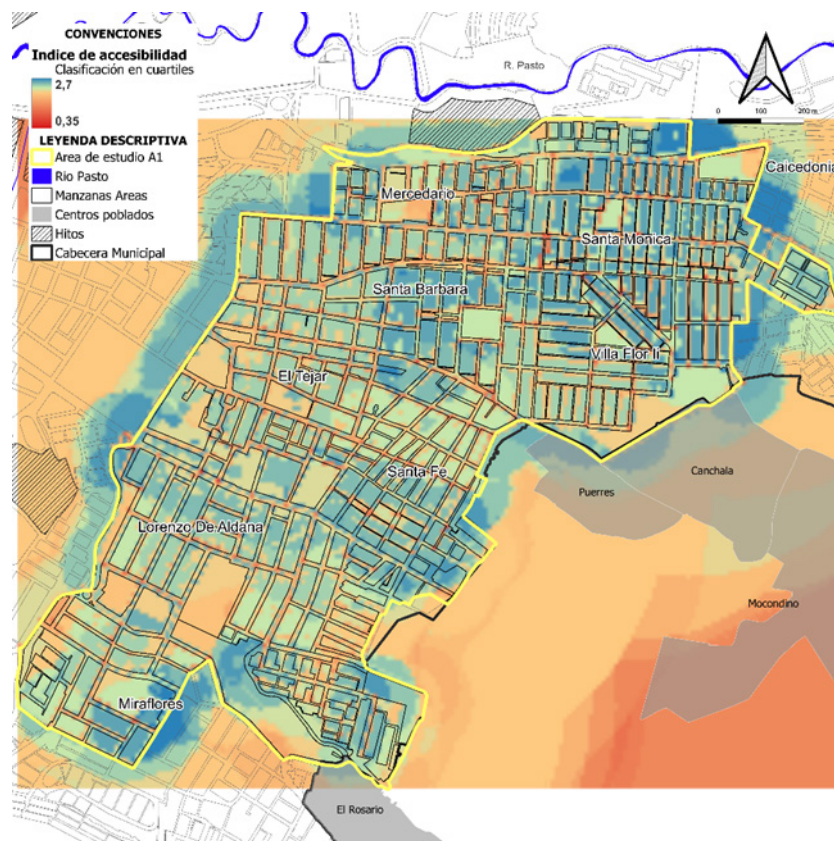 CONVENCIONES
Indice de accesibilidad
Clasificación en cuartiles
2,7
0,35
LEYENDA DESCRIPTIVA
Area de estudio A1
Rio Pasto
Manzanas Areas
Centros poblados
Hitos
Cabecera Municipal
R. Pasto
0 100 200 m
Caicedonia
Mercedario
Santa Monica
Santa Barbara
Villa Flor Ii
El Tejar
Santa Fe
Canchala
Puerres
Lorenzo De Aldana
Mocondino
Miraflores
El Rosario